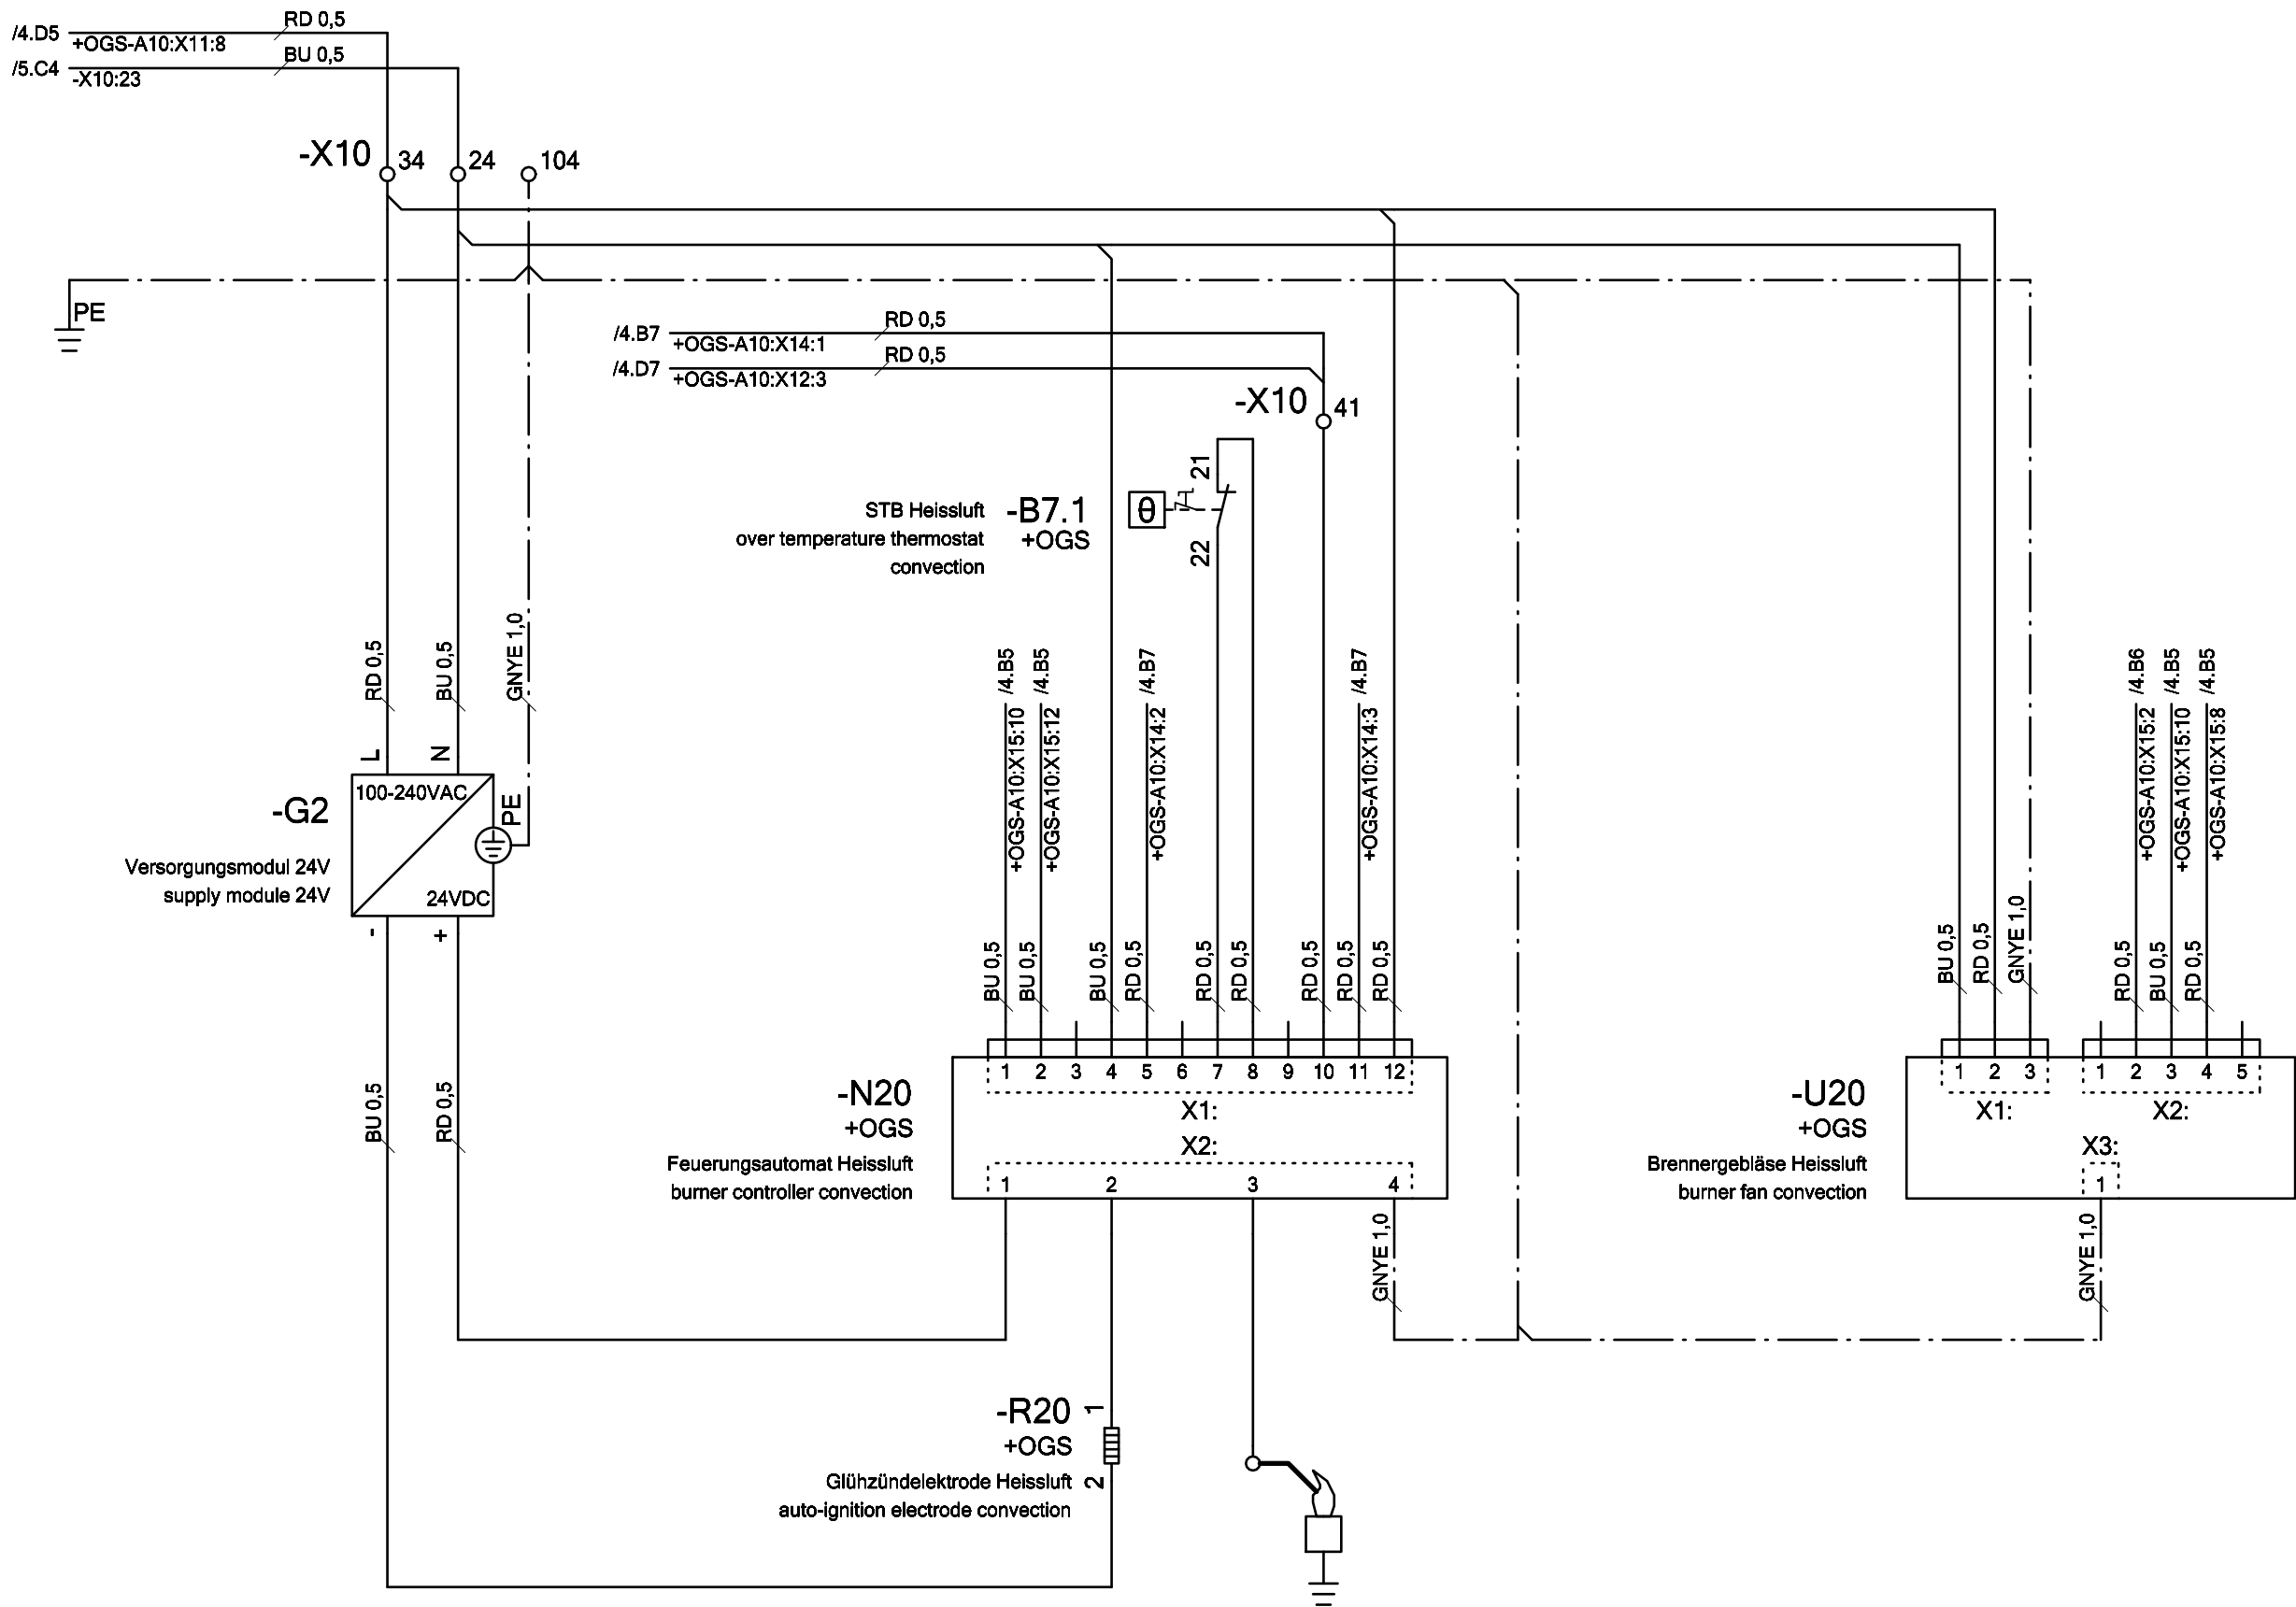 RD 0,5
/4.D5
+OGS-A10:X11:8
BU 0,5
/5.C4
-X10:23
-X10
34
24
104
PE
/4.B7
RD 0,5
+OGS-A10:X14:1
/4.D7
RD 0,5
+OGS-A10:X12:3
-X10
41
21
STB Heissluft
over temperature thermostat
convection
-B7.1
+OGS
θ
22
RD 0,5
BU 0,5
GNYE 1,0
L
N
100-240VAC
PE
-G2
Versorgungsmodul 24V
supply module 24V
24VDC
-
+
BU 0,5
RD 0,5
/4.B5
/4.B5
/4.B7
/4.B7
+OGS-A10:X15:10
+OGS-A10:X15:12
+OGS-A10:X14:2
+OGS-A10:X14:3
BU 0,5
BU 0,5
BU 0,5
RD 0,5
RD 0,5
RD 0,5
RD 0,5
RD 0,5
RD 0,5
1 2 3 4 5 6 7 8 9 10 11 12
X1:
-N20
+OGS
Feuerungsautomat Heissluft
burner controller convection
X2:
1 2 3 4
GNYE 1,0
/4.B6
/4.B5
/4.B5
+OGS-A10:X15:2
+OGS-A10:X15:10
+OGS-A10:X15:8
BU 0,5
RD 0,5
GNYE 1,0
RD 0,5
BU 0,5
RD 0,5
1 2 3
1 2 3 4 5
X1:
X2:
-U20
+OGS
Brennergebläse Heissluft
burner fan convection
X3:
1
GNYE 1,0
-R20
+OGS
1
2
Glühzündelektrode Heissluft
auto-ignition electrode convection